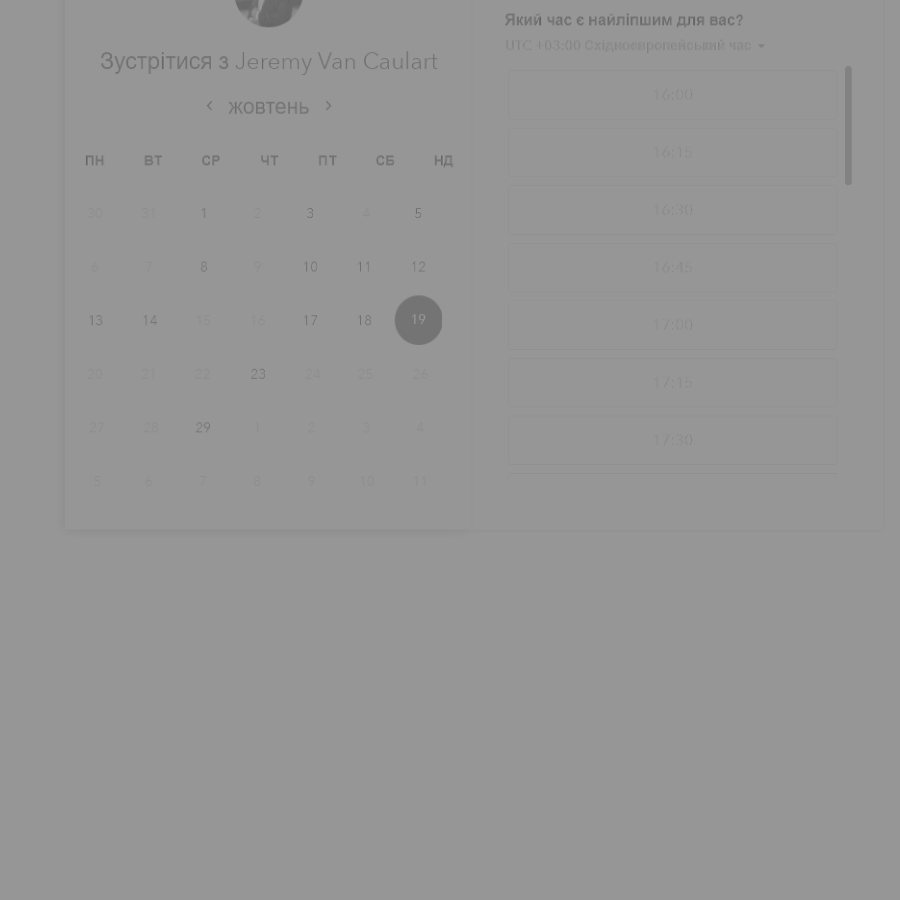 Зустрітися з Jeremy Van Caulart
‹ жовтень ›
ПН ВТ СР ЧТ ПТ СБ НД
30 31 1 2 3 4 5
6 7 8 9 10 11 12
13 14 15 16 17 18 19
20 21 22 23 24 25 26
27 28 29 1 2 3 4
5 6 7 8 9 10 11
Який час є найліпшим для вас?
UTC +03:00 Східноєвропейський час
16:00
16:15
16:30
16:45
17:00
17:15
17:30